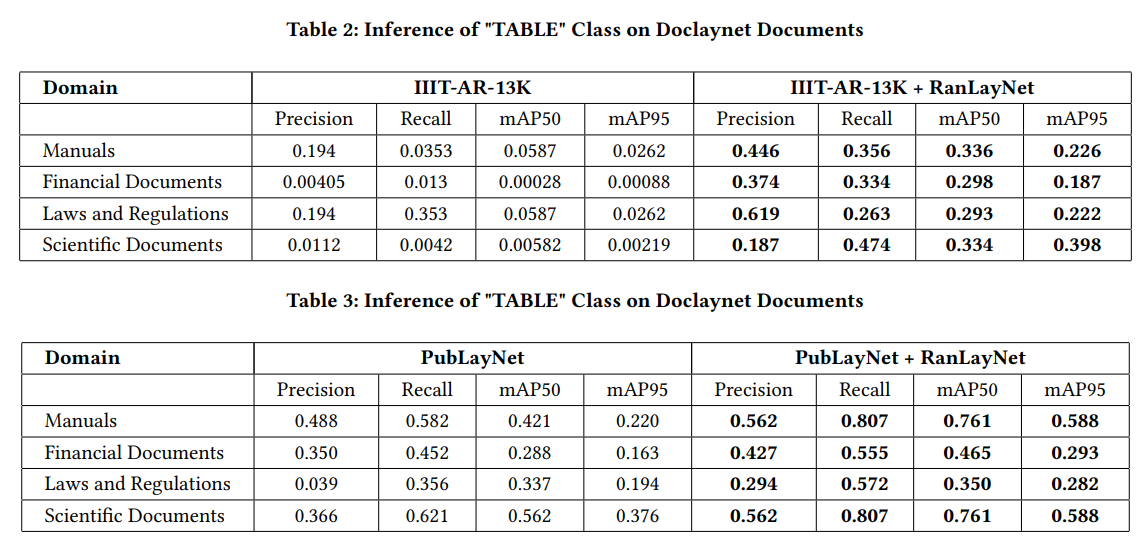 Table 2: Inference of "TABLE" Class on Doclaynet Documents
Domain IIIT-AR-13K IIIT-AR-13K + RanLayNet
Precision Recall mAP50 mAP95 Precision Recall mAP50 mAP95
Manuals 0.194 0.0353 0.0587 0.0262 0.446 0.356 0.336 0.226
Financial Documents 0.00405 0.013 0.00028 0.00088 0.374 0.334 0.298 0.187
Laws and Regulations 0.194 0.353 0.0587 0.0262 0.619 0.263 0.293 0.222
Scientific Documents 0.0112 0.0042 0.00582 0.00219 0.187 0.474 0.334 0.398
Table 3: Inference of "TABLE" Class on Doclaynet Documents
Domain PubLayNet PubLayNet + RanLayNet
Precision Recall mAP50 mAP95 Precision Recall mAP50 mAP95
Manuals 0.488 0.582 0.421 0.220 0.562 0.807 0.761 0.588
Financial Documents 0.350 0.452 0.288 0.163 0.427 0.555 0.465 0.293
Laws and Regulations 0.039 0.356 0.337 0.194 0.294 0.572 0.350 0.282
Scientific Documents 0.366 0.621 0.562 0.376 0.562 0.807 0.761 0.588